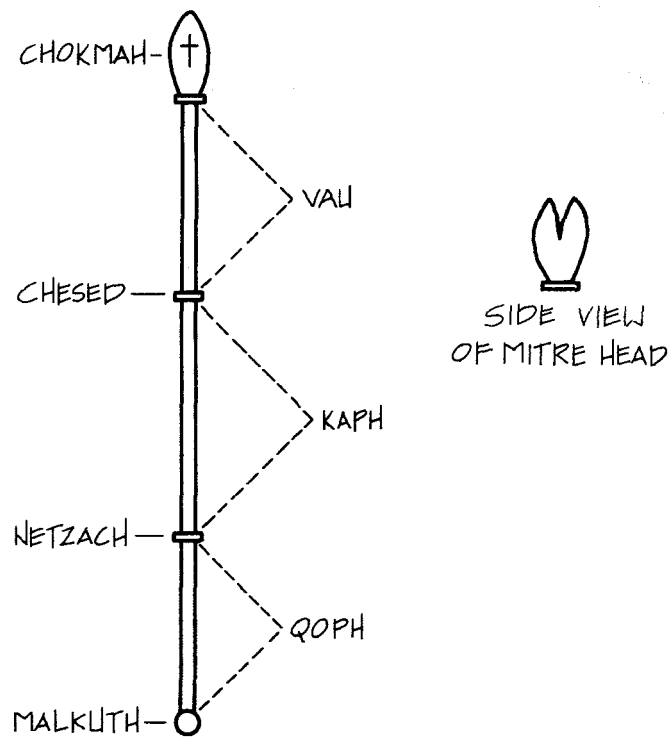 CHOKMAH
VAU
CHESED
SIDE VIEW
OF MITRE HEAD
KAPH
NETZACH
QOPH
MALKUTH